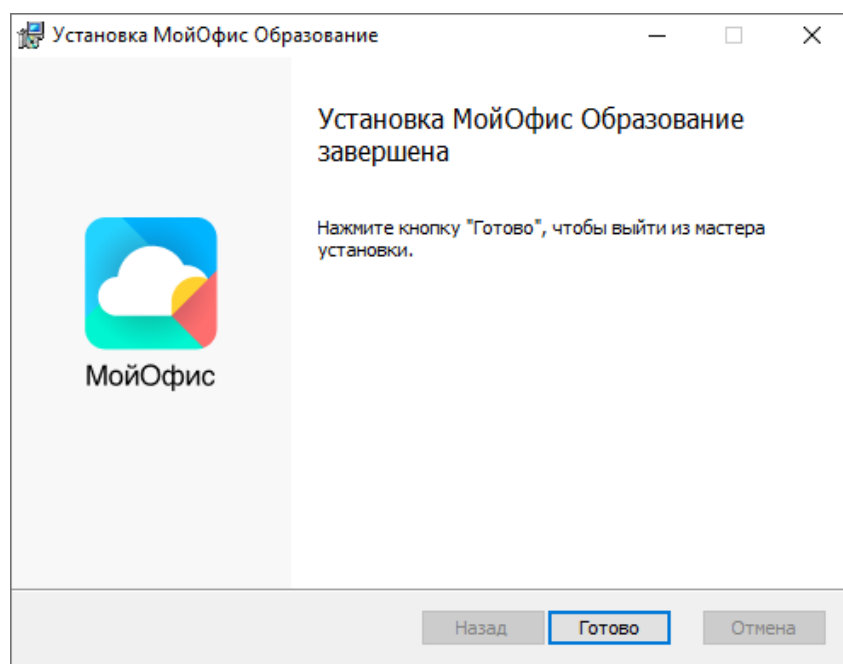 Установка МойОфис Образование
Установка МойОфис Образование
завершена
Нажмите кнопку "Готово", чтобы выйти из мастера
установки.
МойОфис
Назад
Готово
Отмена